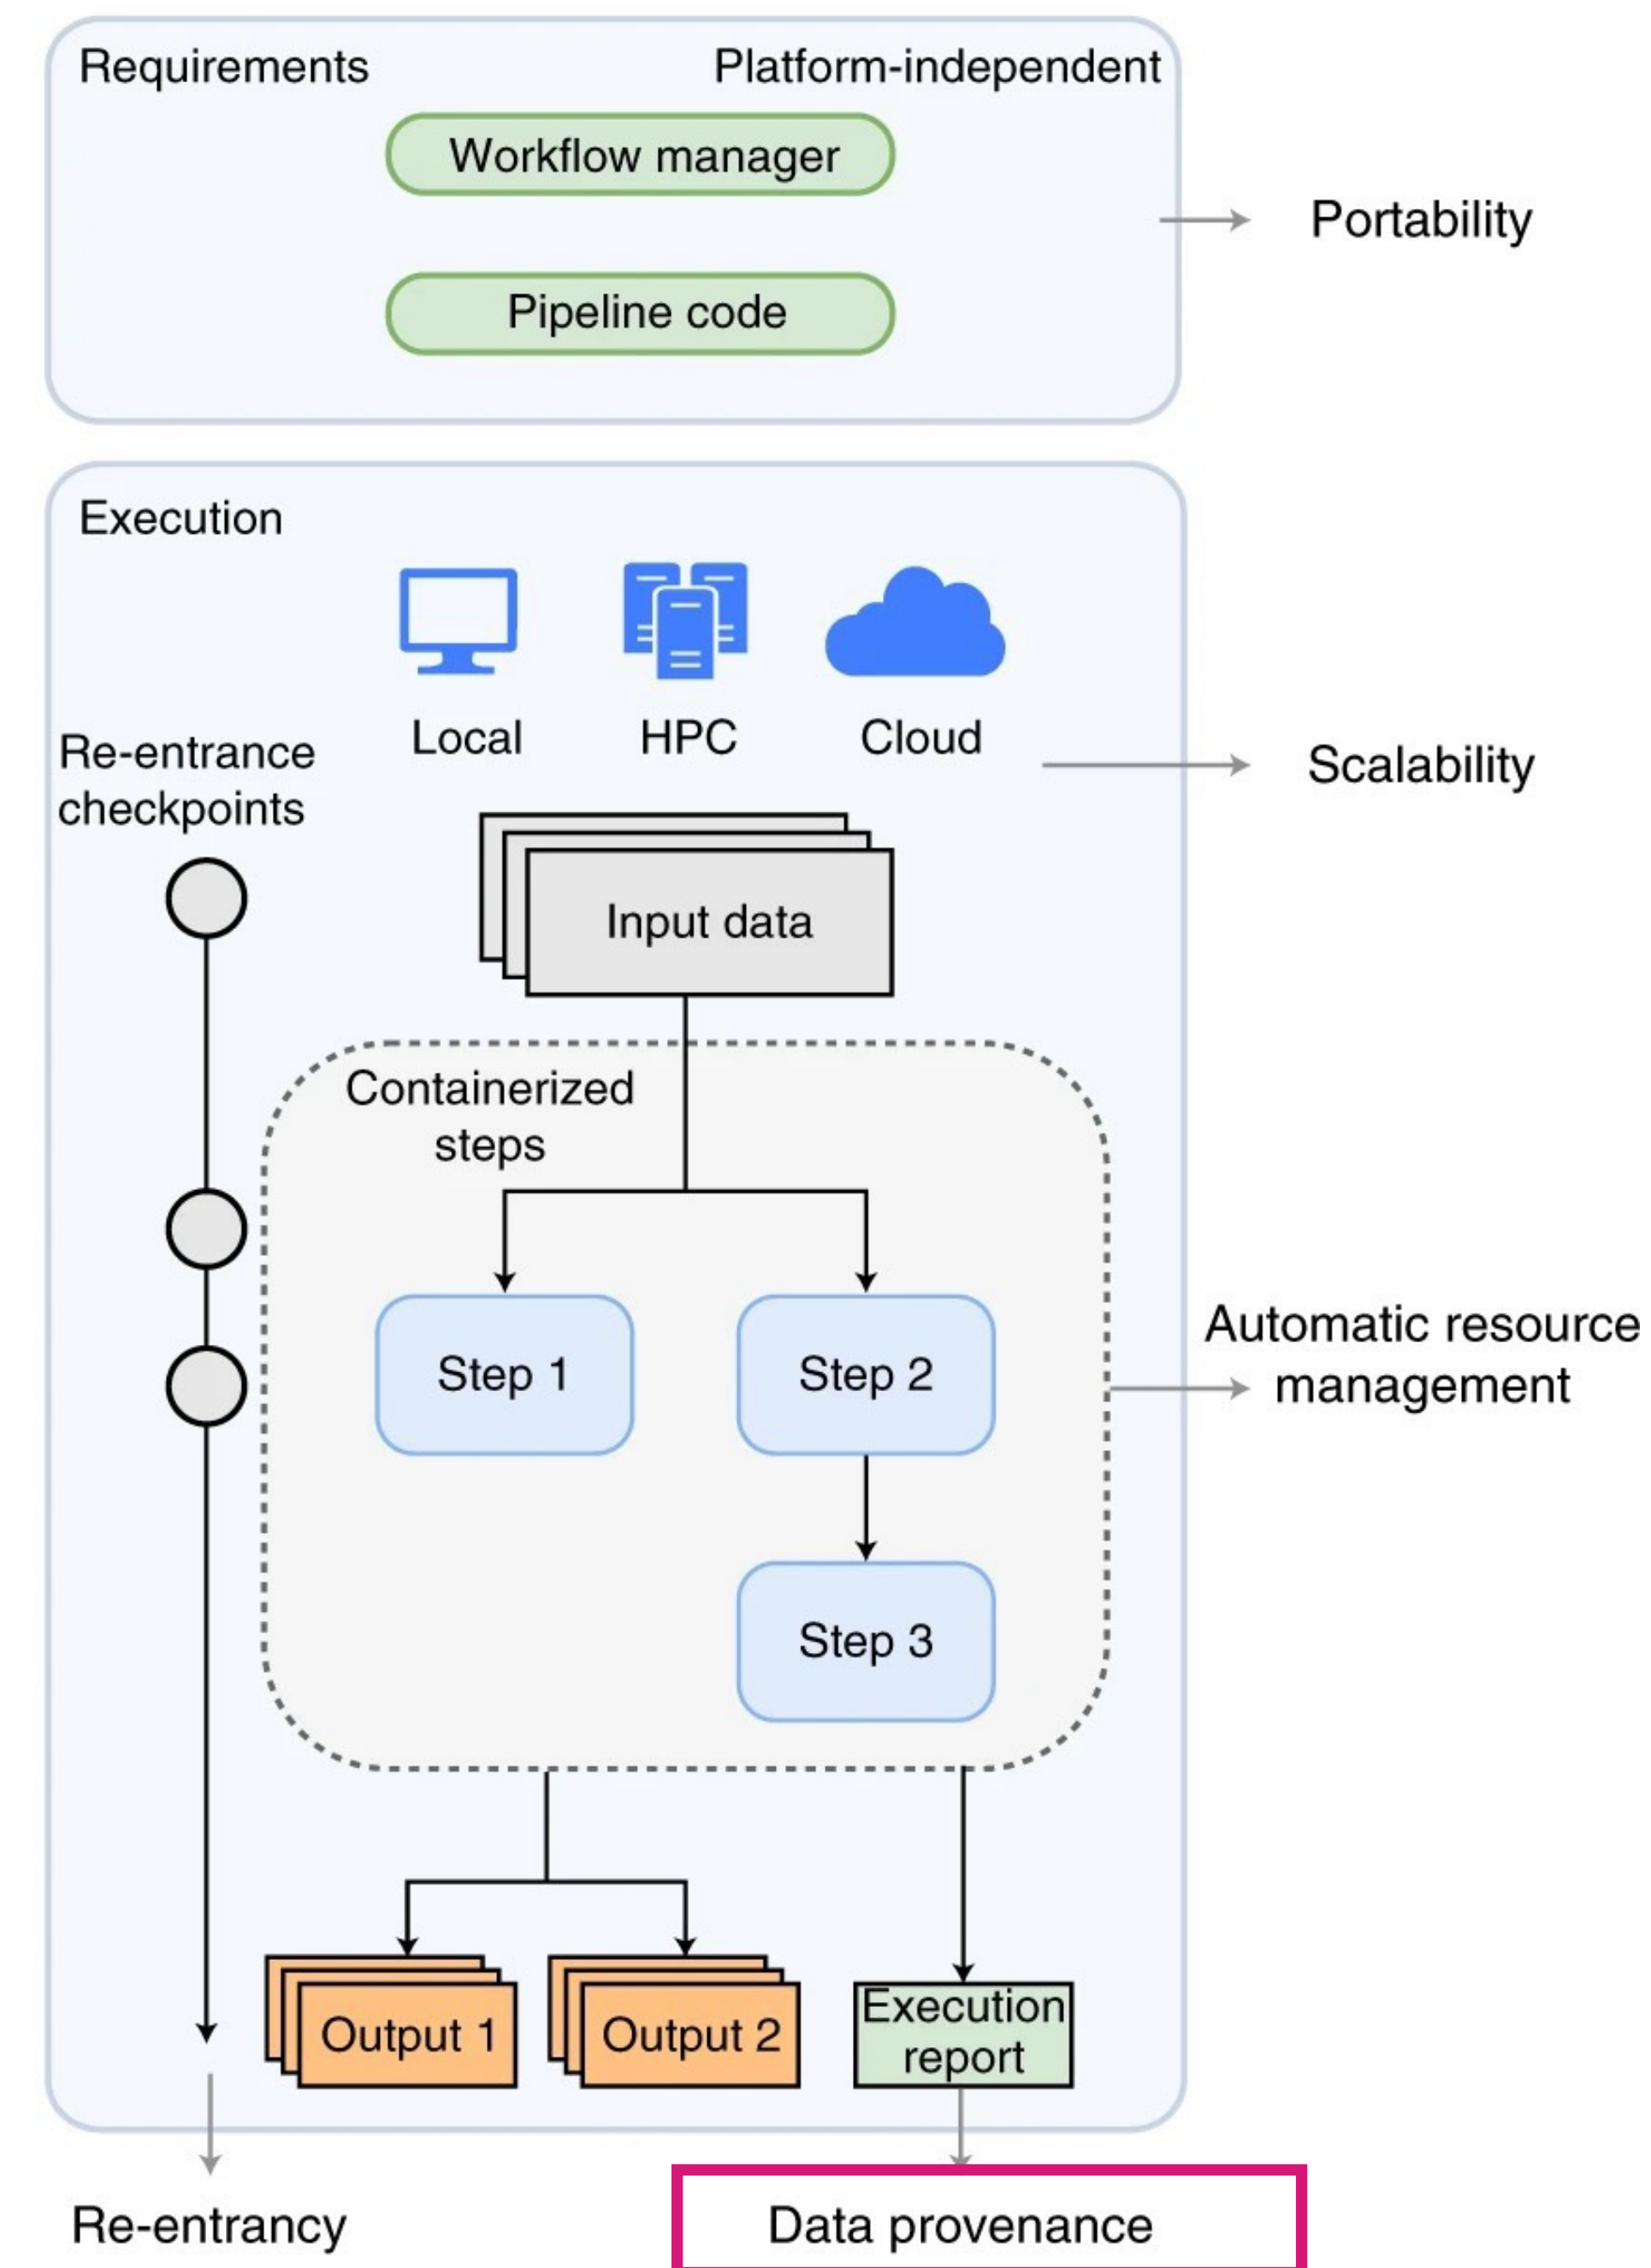 Requirements
Platform-independent
Workflow manager
Portability
Pipeline code
Execution
Local
HPC
Cloud
Re-entrance
checkpoints
Scalability
Input data
Containerized
steps
Step 1
Step 2
Automatic resource
management
Step 3
Output 1
Output 2
Execution
report
Re-entrancy
Data provenance